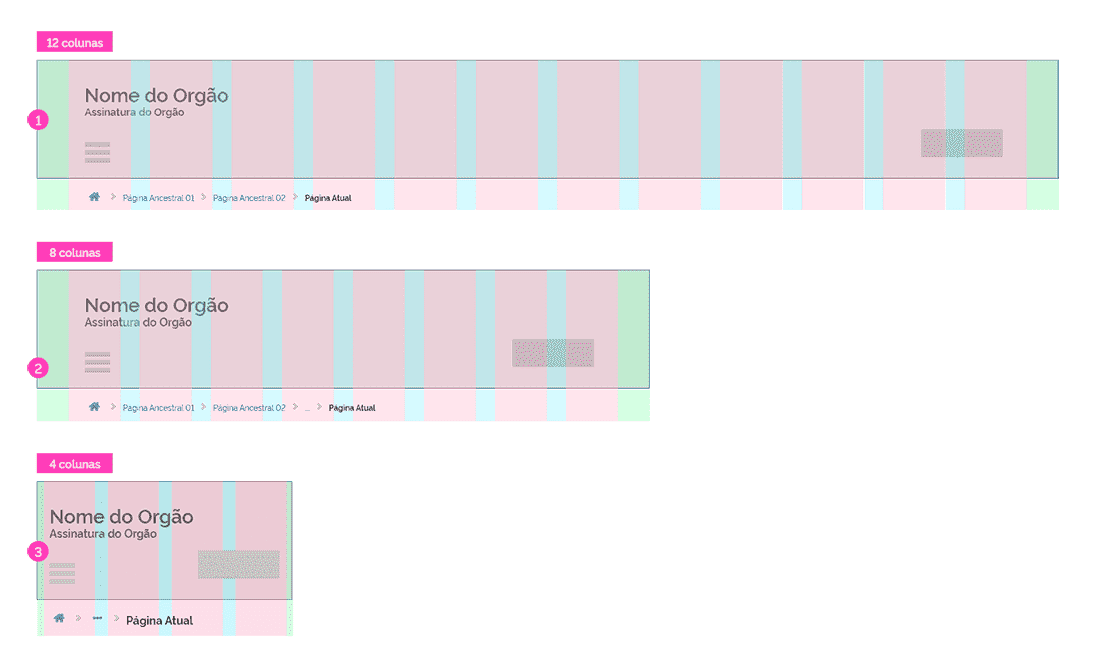 12 colunas
Nome do Orgão
Assinatura do Orgão
1
Página Ancestral 01 Página Ancestral 02 Página Atual
8 colunas
Nome do Orgão
Assinatura do Orgão
2
Página Ancestral 01 Página Ancestral 02 ... Página Atual
4 colunas
Nome do Orgão
Assinatura do Orgão
3
Página Atual